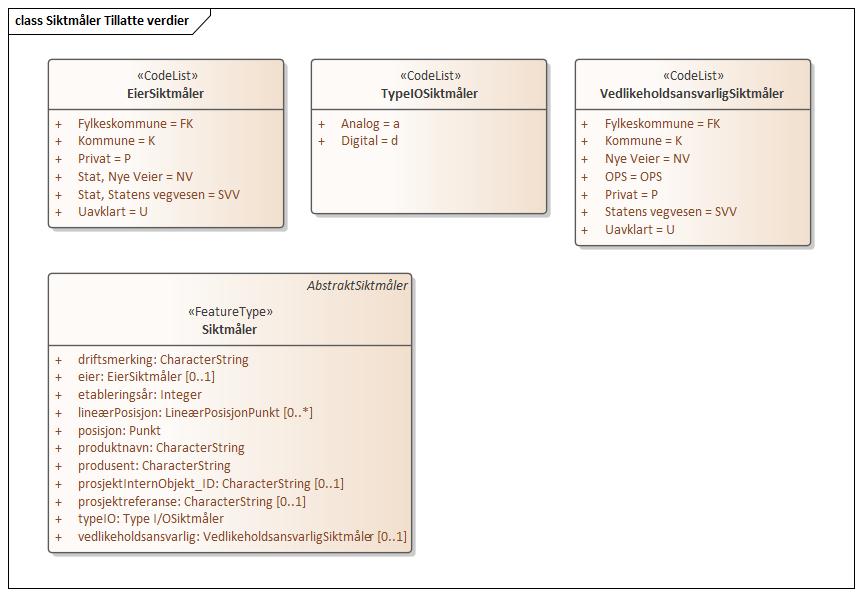 class Siktmåler Tillatte verdier
«CodeList»
EierSiktmåler
+ Fylkeskommune = FK
+ Kommune = K
+ Privat = P
+ Stat, Nye Veier = NV
+ Stat, Statens vegvesen = SVV
+ Uavklart = U
«CodeList»
TypeIOSiktmåler
+ Analog = a
+ Digital = d
«CodeList»
VedlikeholdsansvarligSiktmåler
+ Fylkeskommune = FK
+ Kommune = K
+ Nye Veier = NV
+ OPS = OPS
+ Privat = P
+ Statens vegvesen = SVV
+ Uavklart = U
AbstraktSiktmåler
«FeatureType»
Siktmåler
+ driftsmerking: CharacterString
+ eier: EierSiktmåler [0..1]
+ etableringsår: Integer
+ lineærPosisjon: LineærPosisjonPunkt [0..*]
+ posisjon: Punkt
+ produktnavn: CharacterString
+ produsent: CharacterString
+ prosjektInternObjekt_ID: CharacterString [0..1]
+ prosjektreferanse: CharacterString [0..1]
+ typeIO: Type I/OSiktmåler
+ vedlikeholdsansvarlig: VedlikeholdsansvarligSiktmåler [0..1]